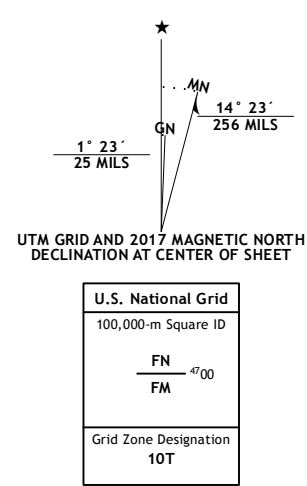 ★
MN
GN
14° 23´
256 MILS
1° 23´
25 MILS
UTM GRID AND 2017 MAGNETIC NORTH
DECLINATION AT CENTER OF SHEET
U.S. National Grid
100,000-m Square ID
FN
4700
FM
Grid Zone Designation
10T